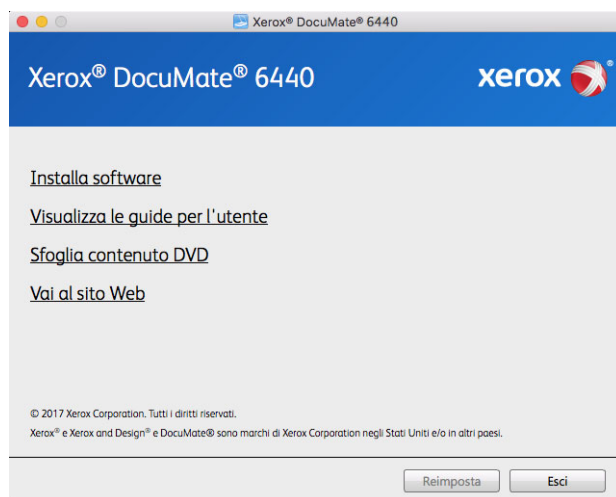 Xerox® DocuMate® 6440
Xerox® DocuMate® 6440
xerox ®
Installa software
Visualizza le guide per l'utente
Sfoglia contenuto DVD
Vai al sito Web
© 2017 Xerox Corporation. Tutti i diritti riservati.
Xerox® e Xerox and Design® e DocuMate® sono marchi di Xerox Corporation negli Stati Uniti e/o in altri paesi.
Reimposta Esci